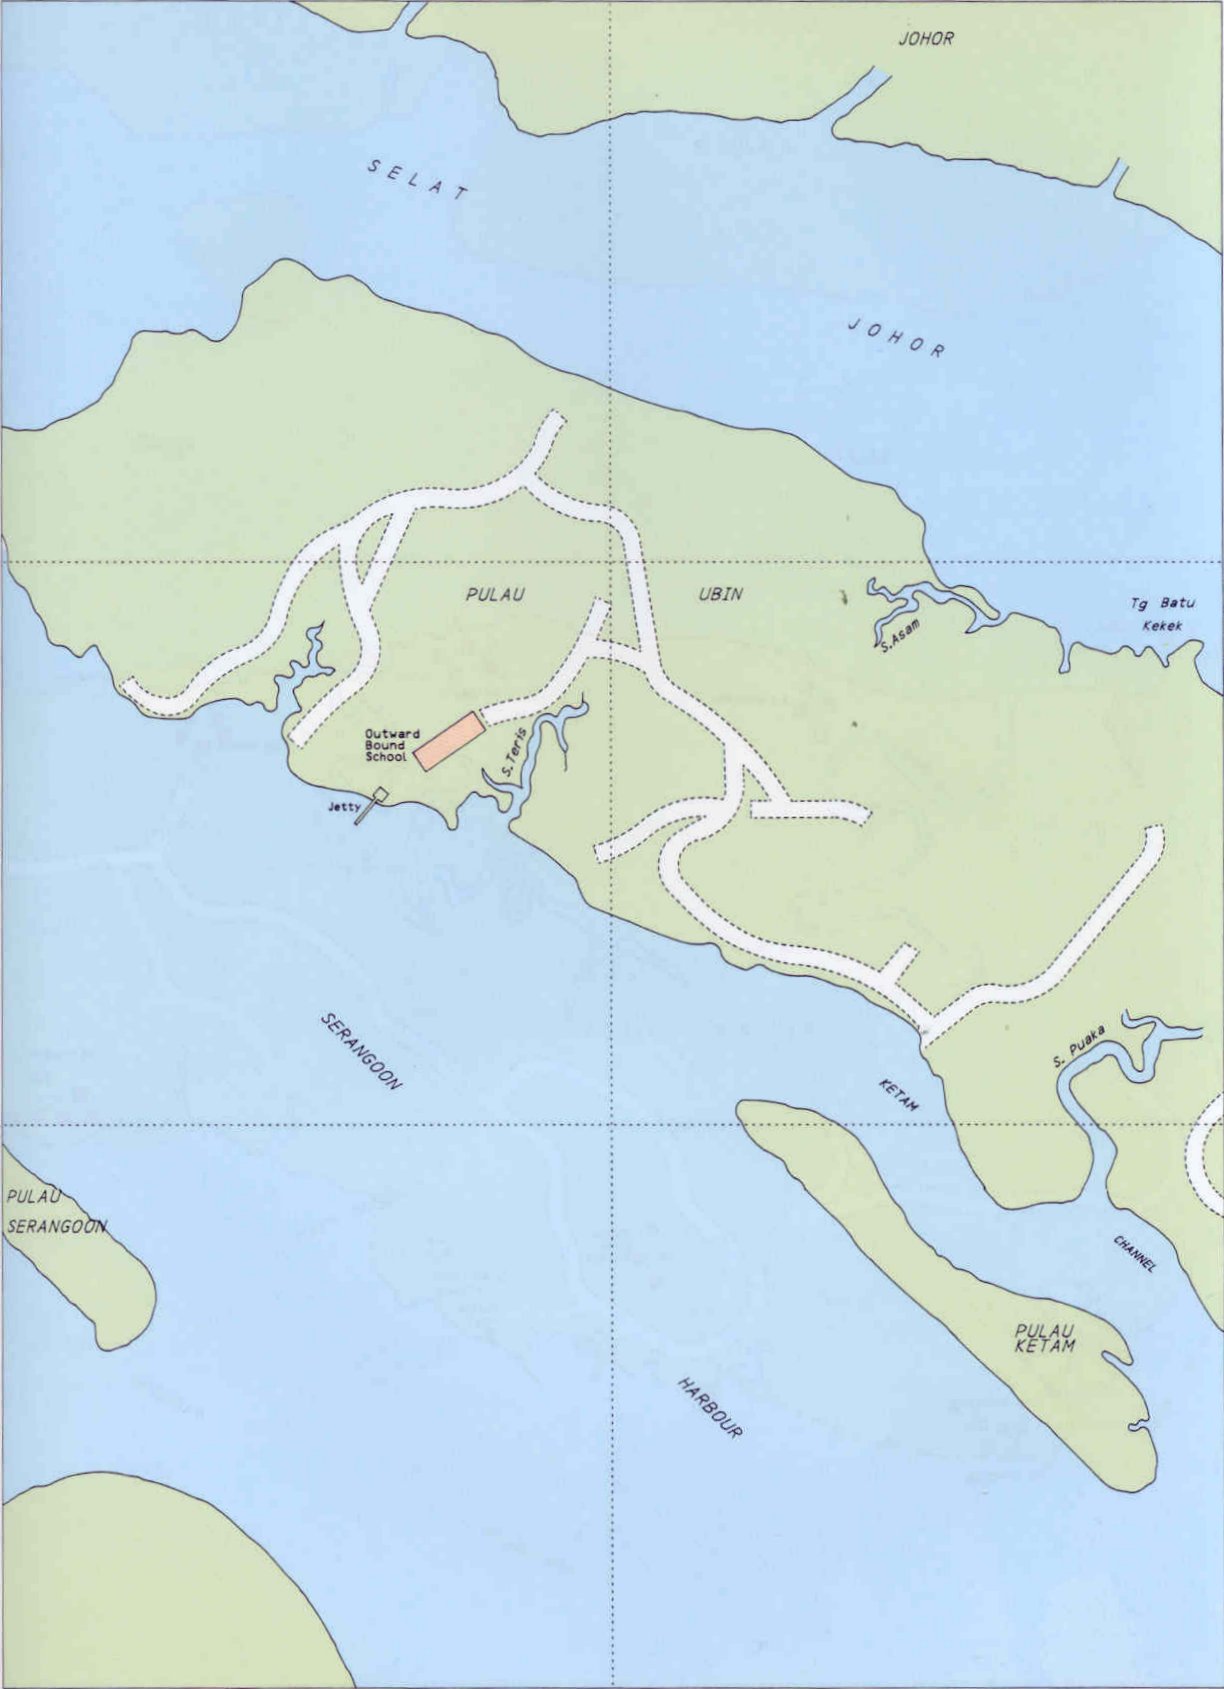 JOHOR
SELAT
JOHOR
PULAU UBIN
Tg Batu
Kekek
S.Asam
Outward
Bound
School
S.Teris
Jetty
SERANGOON
S. Puaka
KETAM
PULAU
SERANGOON
CHANNEL
PULAU
KETAM
HARBOUR